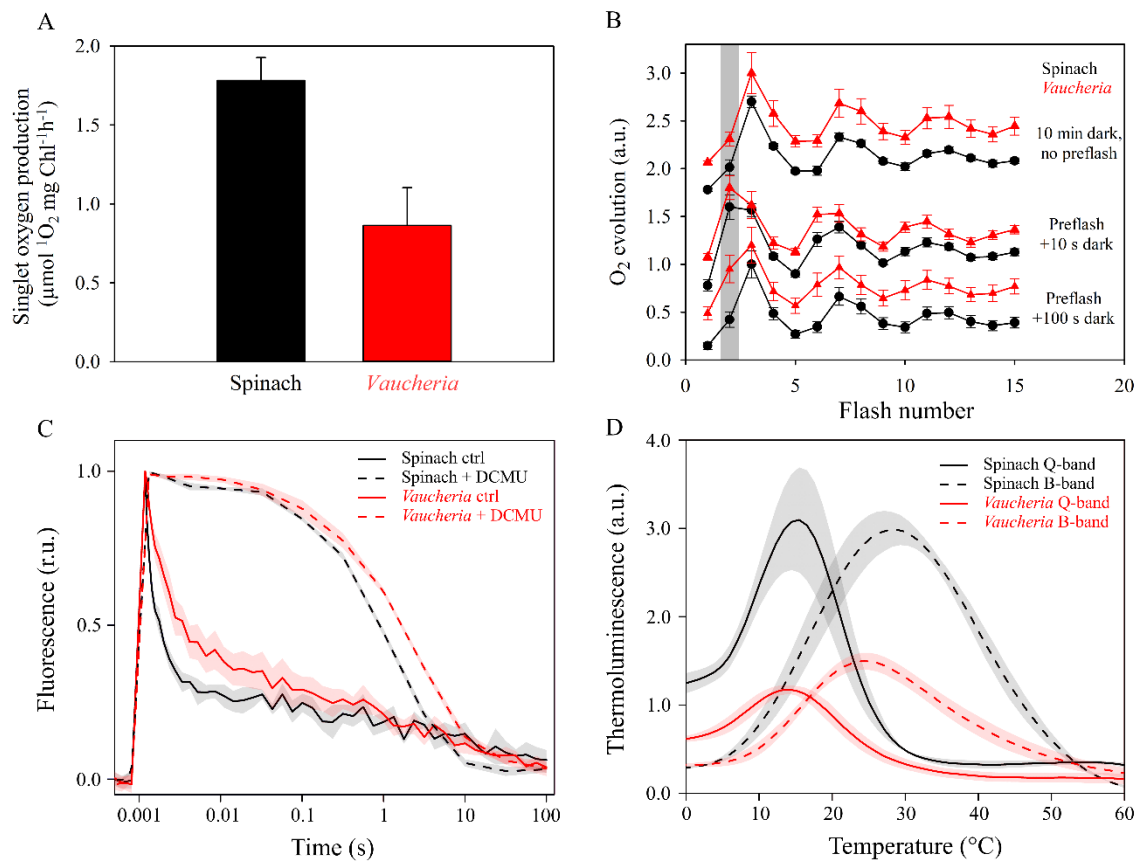 A
Singlet oxygen production
(µmol ¹O₂ mg Chl⁻¹h⁻¹)
2.0
1.5
1.0
0.5
0.0
Spinach
Vaucheria
B
O₂ evolution (a.u.)
3.0
2.5
2.0
1.5
1.0
0.5
0.0
Spinach
Vaucheria
10 min dark,
no preflash
Preflash
+10 s dark
Preflash
+100 s dark
0
5
10
15
20
Flash number
C
Fluorescence (r.u.)
1.0
0.5
0.0
Spinach ctrl
Spinach + DCMU
Vaucheria ctrl
Vaucheria + DCMU
0.001
0.01
0.1
1
10
100
Time (s)
D
Thermoluminescence (a.u.)
4.0
3.0
2.0
1.0
0.0
Spinach Q-band
Spinach B-band
Vaucheria Q-band
Vaucheria B-band
0
10
20
30
40
50
60
Temperature (°C)